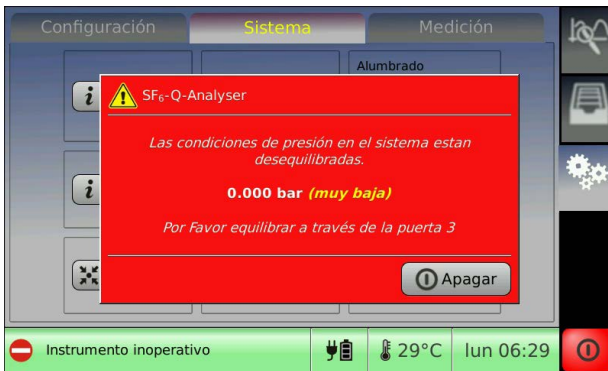 Configuración
Sistema
Medición
Alumbrado
SF₆-Q-Analyser
Las condiciones de presión en el sistema estan
desequilibradas.
0.000 bar (muy baja)
Por Favor equilibrar a través de la puerta 3
Apagar
Instrumento inoperativo
29°C
lun 06:29